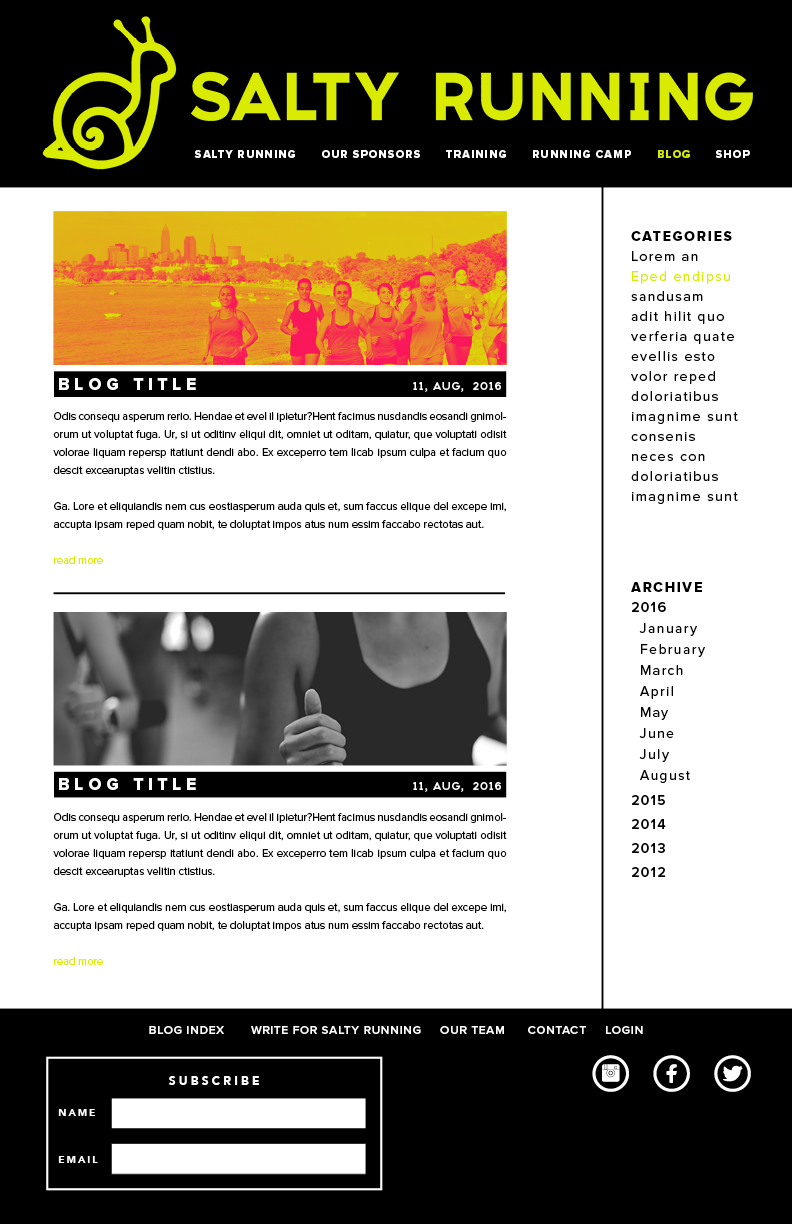 SALTY RUNNING
SALTY RUNNING OUR SPONSORS TRAINING RUNNING CAMP BLOG SHOP
BLOG TITLE 11, AUG, 2016
Odis consequ asperum rerio. Hendae et evel il ipietur?Hent facimus nusdandis eosandi gnimol-
orum ut voluptat fuga. Ur, si ut oditinv eliqui dit, omniet ut oditam, quiatur, que voluptati odisit
volorae liquam repersp itatiunt dendi abo. Ex exceperro tem licab ipsum culpa et facium quo
descit excearuptas velitin ctistius.
Ga. Lore et eliquiandis nem cus eostiasperum auda quis et, sum faccus elique del excepe imi,
accupta ipsam reped quam nobit, te doluptat impos atus num essim faccabo rectotas aut.
read more
BLOG TITLE 11, AUG, 2016
Odis consequ asperum rerio. Hendae et evel il ipietur?Hent facimus nusdandis eosandi gnimol-
orum ut voluptat fuga. Ur, si ut oditinv eliqui dit, omniet ut oditam, quiatur, que voluptati odisit
volorae liquam repersp itatiunt dendi abo. Ex exceperro tem licab ipsum culpa et facium quo
descit excearuptas velitin ctistius.
Ga. Lore et eliquiandis nem cus eostiasperum auda quis et, sum faccus elique del excepe imi,
accupta ipsam reped quam nobit, te doluptat impos atus num essim faccabo rectotas aut.
read more
CATEGORIES
Lorem an
Eped endipsu
sandusam
adit hilit quo
verferia quate
evellis esto
volor reped
doloriatibus
imagnime sunt
consenis
neces con
doloriatibus
imagnime sunt
ARCHIVE
2016
January
February
March
April
May
June
July
August
2015
2014
2013
2012
BLOG INDEX WRITE FOR SALTY RUNNING OUR TEAM CONTACT LOGIN
SUBSCRIBE
NAME
EMAIL